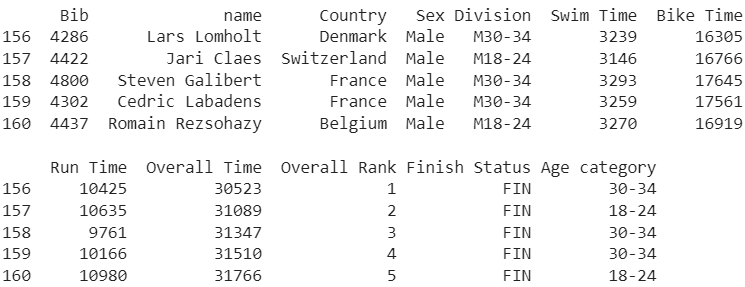 Bib name Country Sex Division Swim Time Bike Time
156 4286 Lars Lomholt Denmark Male M30-34 3239 16305
157 4422 Jari Claes Switzerland Male M18-24 3146 16766
158 4800 Steven Galibert France Male M30-34 3293 17645
159 4302 Cedric Labadens France Male M30-34 3259 17561
160 4437 Romain Rezsohazy Belgium Male M18-24 3270 16919
Run Time Overall Time Overall Rank Finish Status Age category
156 10425 30523 1 FIN 30-34
157 10635 31089 2 FIN 18-24
158 9761 31347 3 FIN 30-34
159 10166 31510 4 FIN 30-34
160 10980 31766 5 FIN 18-24